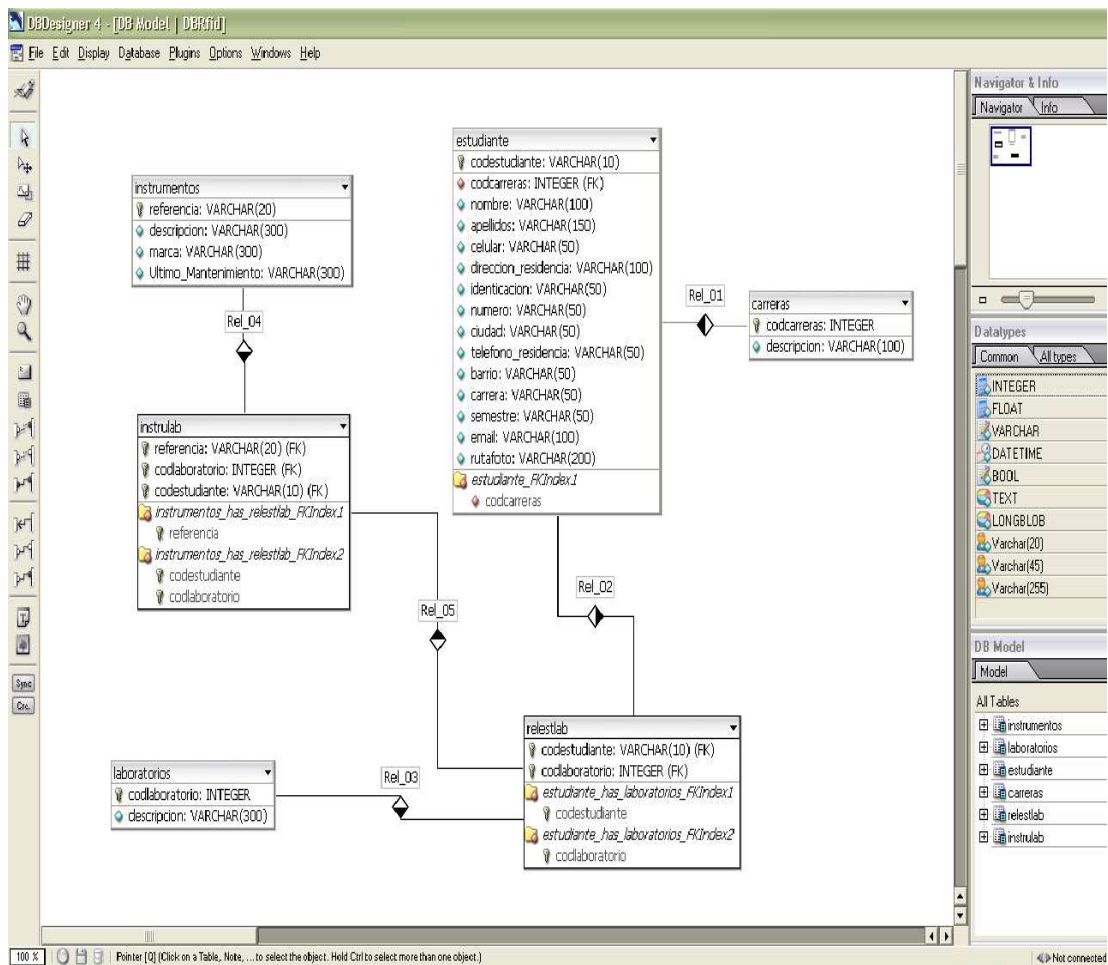 DBDesigner 4 - [DB Model | DBRfid]
File Edit Display Database Plugins Options Windows Help
instrumentos
referencia: VARCHAR(20)
descripcion: VARCHAR(300)
marca: VARCHAR(300)
Ultimo_Mantenimiento: VARCHAR(300)
Rel_04
instrulab
referencia: VARCHAR(20) (FK)
codlaboratorio: INTEGER (FK)
codestudiante: VARCHAR(10) (FK)
instrumentos_has_relestlab_FKIndex1
referencia
instrumentos_has_relestlab_FKIndex2
codestudiante
codlaboratorio
estudiante
codestudiante: VARCHAR(10)
codcarreras: INTEGER (FK)
nombre: VARCHAR(100)
apellidos: VARCHAR(150)
celular: VARCHAR(50)
direccion_residencia: VARCHAR(100)
identicacion: VARCHAR(50)
numero: VARCHAR(50)
ciudad: VARCHAR(50)
telefono_residencia: VARCHAR(50)
barrio: VARCHAR(50)
carrera: VARCHAR(50)
semestre: VARCHAR(50)
email: VARCHAR(100)
rutafoto: VARCHAR(200)
estudiante_FKIndex1
codcarreras
Rel_01
carreras
codcarreras: INTEGER
descripcion: VARCHAR(100)
Rel_02
Rel_05
laboratorios
codlaboratorio: INTEGER
descripcion: VARCHAR(300)
Rel_03
relestlab
codestudiante: VARCHAR(10) (FK)
codlaboratorio: INTEGER (FK)
estudiante_has_laboratorios_FKIndex1
codestudiante
estudiante_has_laboratorios_FKIndex2
codlaboratorio
Navigator & Info
Navigator Info
Datatypes
Common All types
INTEGER
FLOAT
VARCHAR
DATETIME
BOOL
TEXT
LONGBLOB
Varchar(20)
Varchar(45)
Varchar(255)
DB Model
Model
All Tables
instrumentos
laboratorios
estudiante
carreras
relestlab
instrulab
Sync
100 % Pointer [Q] (Click on a Table, Note, ... to select the object. Hold Ctrl to select more than one object.) Not connected